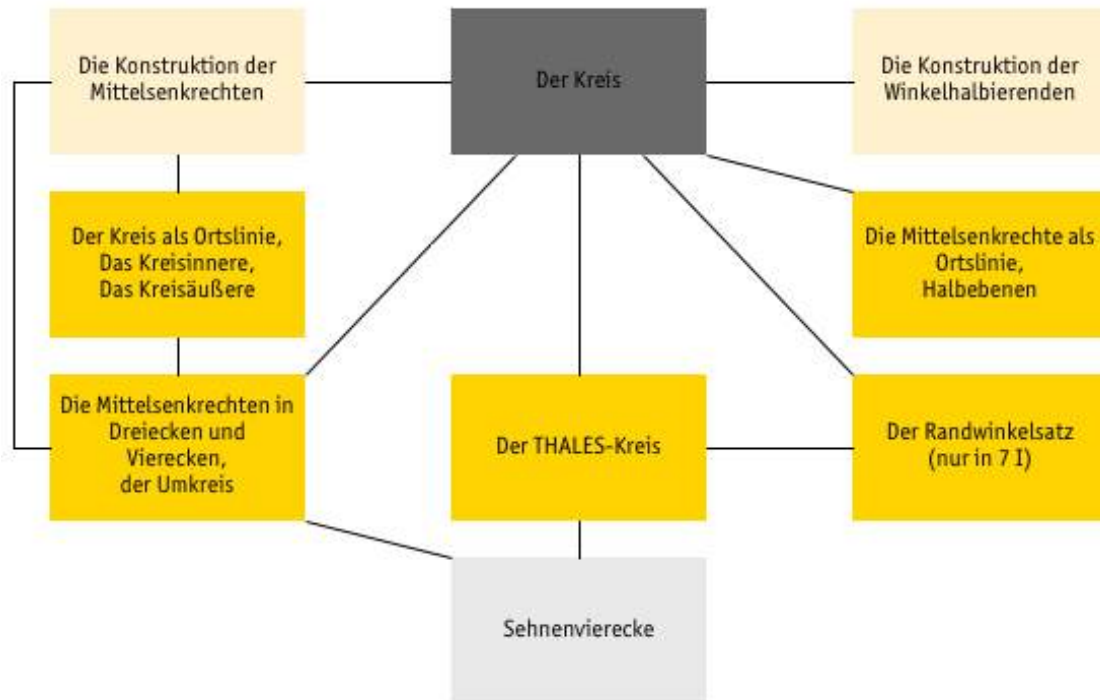 Die Konstruktion der
Mittelsenkrechten
Der Kreis
Die Konstruktion der
Winkelhalbierenden
Der Kreis als Ortslinie,
Das Kreisinnere,
Das Kreisäußere
Die Mittelsenkrechte als
Ortslinie,
Halbebenen
Die Mittelsenkrechten in
Dreiecken und
Vierecken,
der Umkreis
Der THALES-Kreis
Der Randwinkelsatz
(nur in 7 I)
Sehnenvierecke